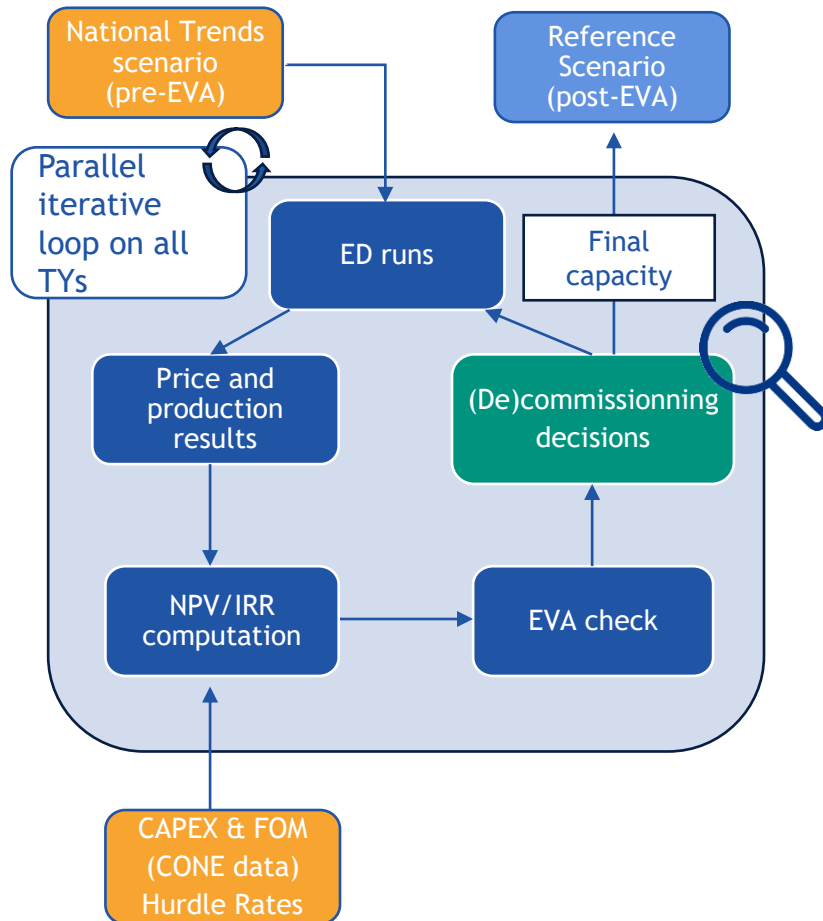 National Trends
scenario
(pre-EVA)
Reference
Scenario
(post-EVA)
Parallel
iterative
loop on all
TYs
ED runs
Final
capacity
Price and
production
results
(De)commissionning
decisions
NPV/IRR
computation
EVA check
CAPEX & FOM
(CONE data)
Hurdle Rates